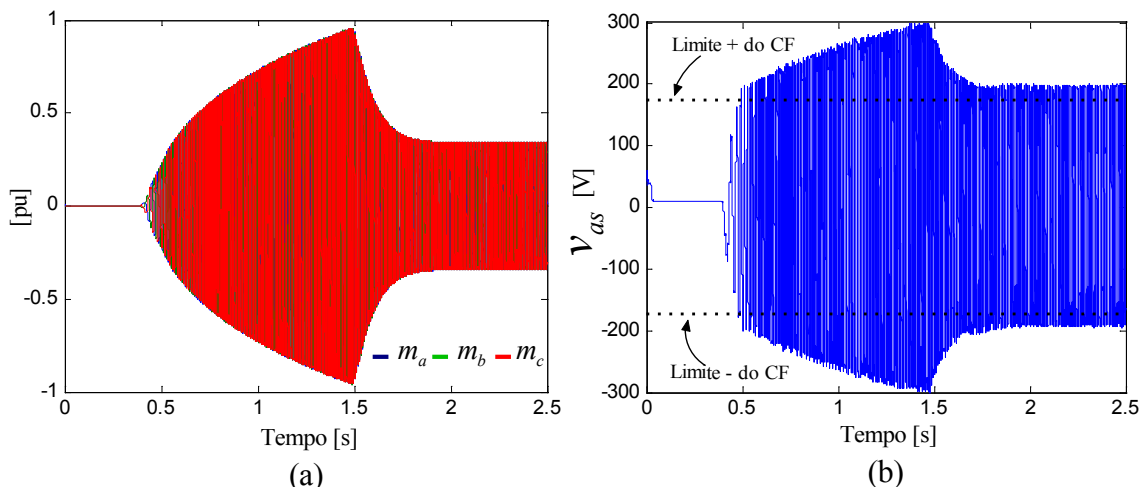 1
0.5
0
-0.5
-1
[pu]
m_a m_b m_c
0 0.5 1 1.5 2 2.5
Tempo [s]
(a)
300
200
100
0
-100
-200
-300
v_as [V]
Limite + do CF
Limite - do CF
0 0.5 1 1.5 2 2.5
Tempo [s]
(b)